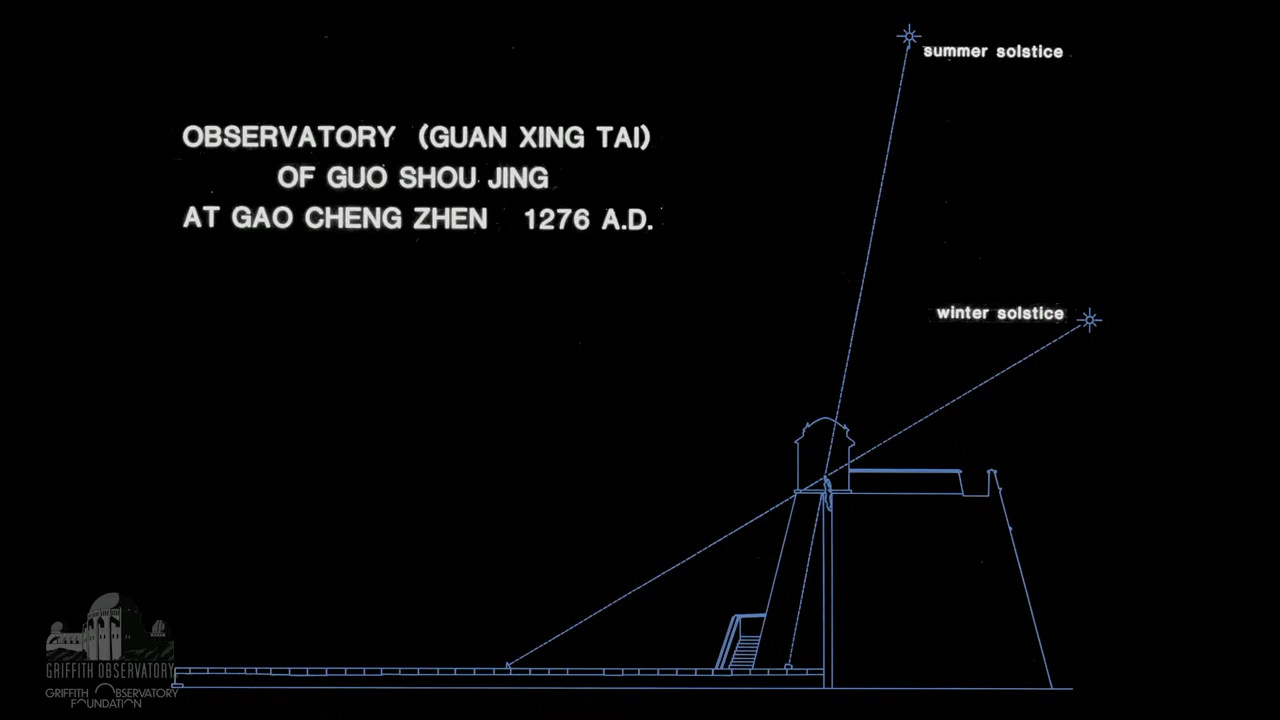 summer solstice
OBSERVATORY (GUAN XING TAI)
OF GUO SHOU JING
AT GAO CHENG ZHEN 1276 A.D.
winter solstice
GRIFFITH OBSERVATORY
GRIFFITH OBSERVATORY
FOUNDATION